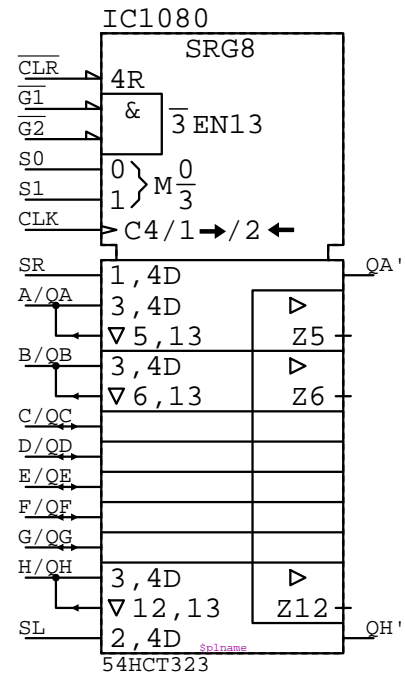 IC1080
SRG8
CLR
4R
G1
&
G2
3EN13
S0
0
M 0/3
S1
1
CLK
C4/1→/2←
SR
1,4D
QA'
A/QA
3,4D
▷
▽5,13
Z5
B/QB
3,4D
▷
▽6,13
Z6
C/QC
D/QD
E/QE
F/QF
G/QG
H/QH
3,4D
▷
▽12,13
Z12
SL
2,4D
$plname
QH'
54HCT323